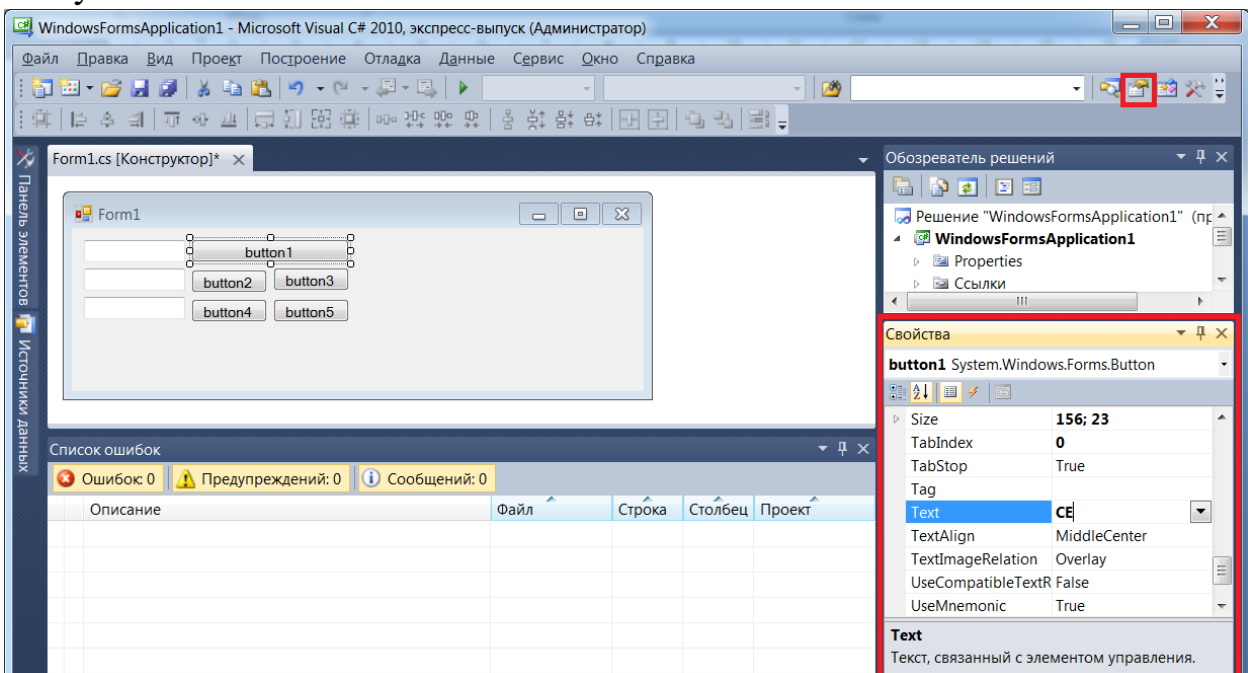 WindowsFormsApplication1 - Microsoft Visual C# 2010, экспресс-выпуск (Администратор)
Файл Правка Вид Проект Построение Отладка Данные Сервис Окно Справка
Панель элементов
Источники данных
Form1.cs [Конструктор]*
Form1
button1
button2 button3
button4 button5
Список ошибок
Ошибок: 0 Предупреждений: 0 Сообщений: 0
Описание Файл Строка Столбец Проект
Обозреватель решений
Решение "WindowsFormsApplication1" (пр
WindowsFormsApplication1
Properties
Ссылки
Свойства
button1 System.Windows.Forms.Button
Size 156; 23
TabIndex 0
TabStop True
Tag
Text CE
TextAlign MiddleCenter
TextImageRelation Overlay
UseCompatibleTextR False
UseMnemonic True
Text
Текст, связанный с элементом управления.